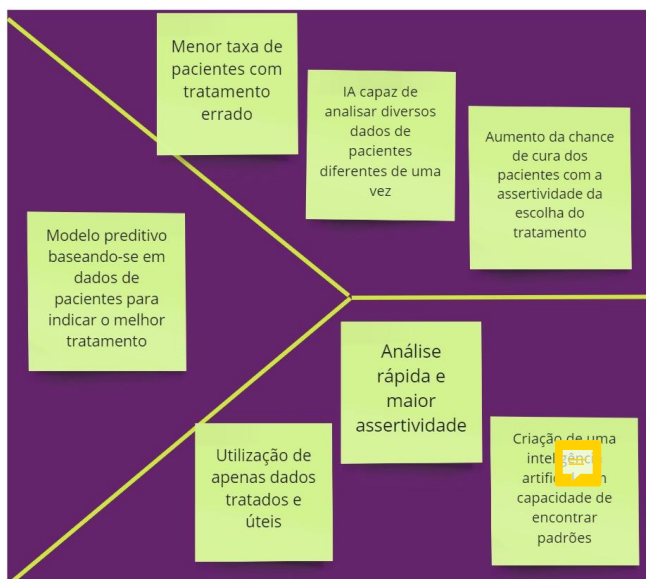 Menor taxa de
pacientes com
tratamento
errado
IA capaz de
analisar diversos
dados de
pacientes
diferentes de uma
vez
Aumento da chance
de cura dos
pacientes com a
assertividade da
escolha do
tratamento
Modelo preditivo
baseando-se em
dados de
pacientes para
indicar o melhor
tratamento
Análise
rápida e
maior
assertividade
Utilização de
apenas dados
tratados e
úteis
Criação de uma
capacidade de
encontrar
padrões